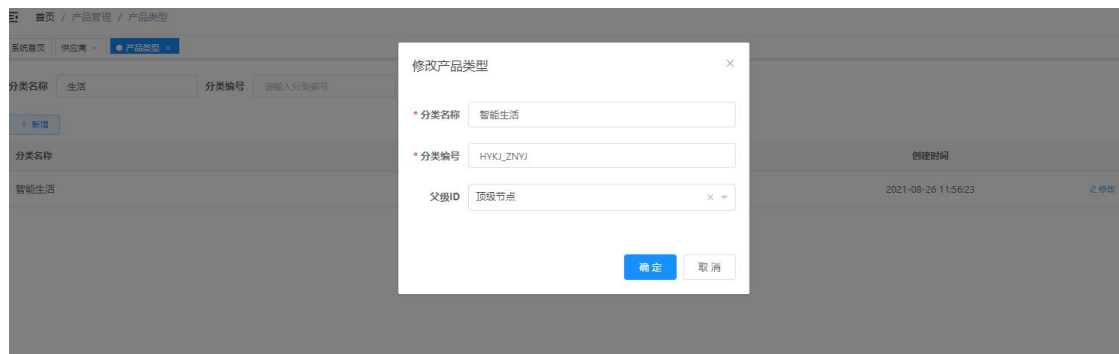 首页 / 产品管理 / 产品类型
系统首页 供应商 × ● 产品类型 ×
分类名称 生活 分类编号 请输入分类编号
+ 新增
分类名称 创建时间
智能生活 2021-08-26 11:56:23 修改
修改产品类型 ×
* 分类名称 智能生活
* 分类编号 HYKJ_ZNYJ
父级ID 顶级节点 ×
确定 取消